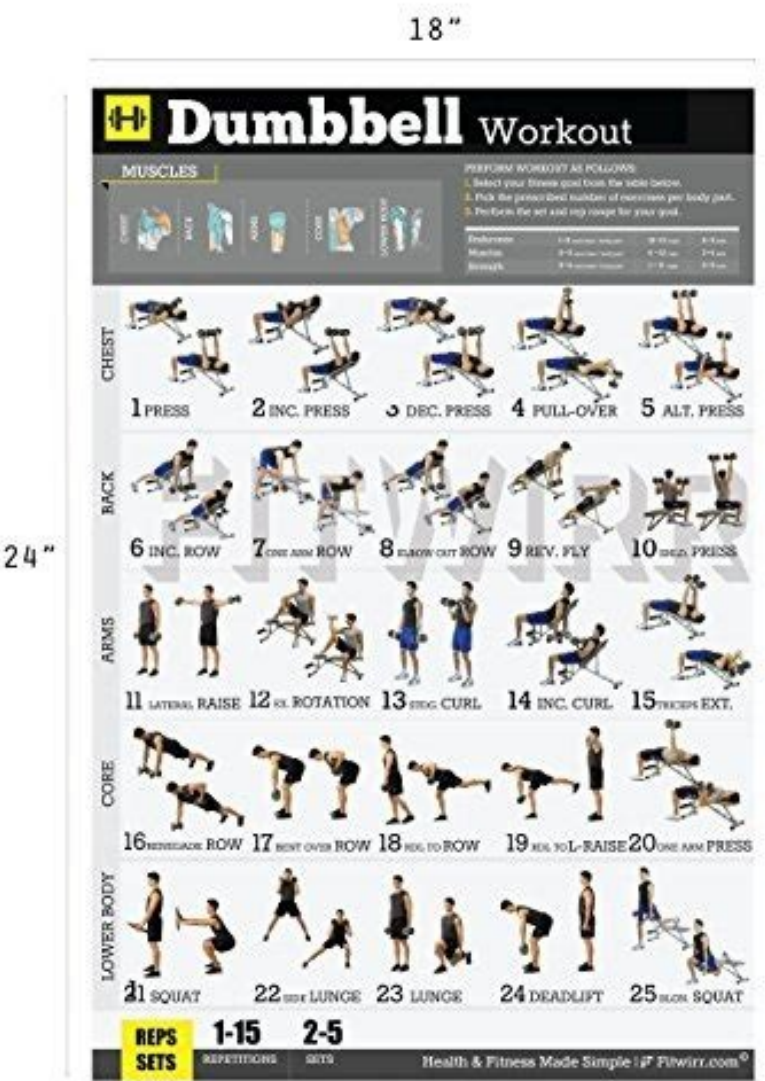 18"
24"
Dumbbell Workout
MUSCLES
CHEST
BACK
ARMS
CORE
LOWER BODY
PERFORM WORKOUT AS FOLLOWS:
1. Select your fitness goal from the table below.
2. Pick the prescribed number of exercises per body part.
3. Perform the set and rep range for your goal.
Endurance
Muscles
Strength
FITWIRR
CHEST
1 PRESS
2 INC. PRESS
3 DEC. PRESS
4 PULL-OVER
5 ALT. PRESS
BACK
6 INC. ROW
7 ONE ARM ROW
8 ELBOW OUT ROW
9 REV. FLY
10 SHLD. PRESS
ARMS
11 LATERAL RAISE
12 EX. ROTATION
13 STDG. CURL
14 INC. CURL
15 TRICEPS EXT.
CORE
16 RENEGADE ROW
17 BENT OVER ROW
18 RDL TO ROW
19 RDL TO L-RAISE
20 ONE ARM PRESS
LOWER BODY
21 SQUAT
22 SIDE LUNGE
23 LUNGE
24 DEADLIFT
25 BLGN. SQUAT
REPS 1-15 2-5
SETS REPETITIONS SETS
Health & Fitness Made Simple | Fitwirr.com®